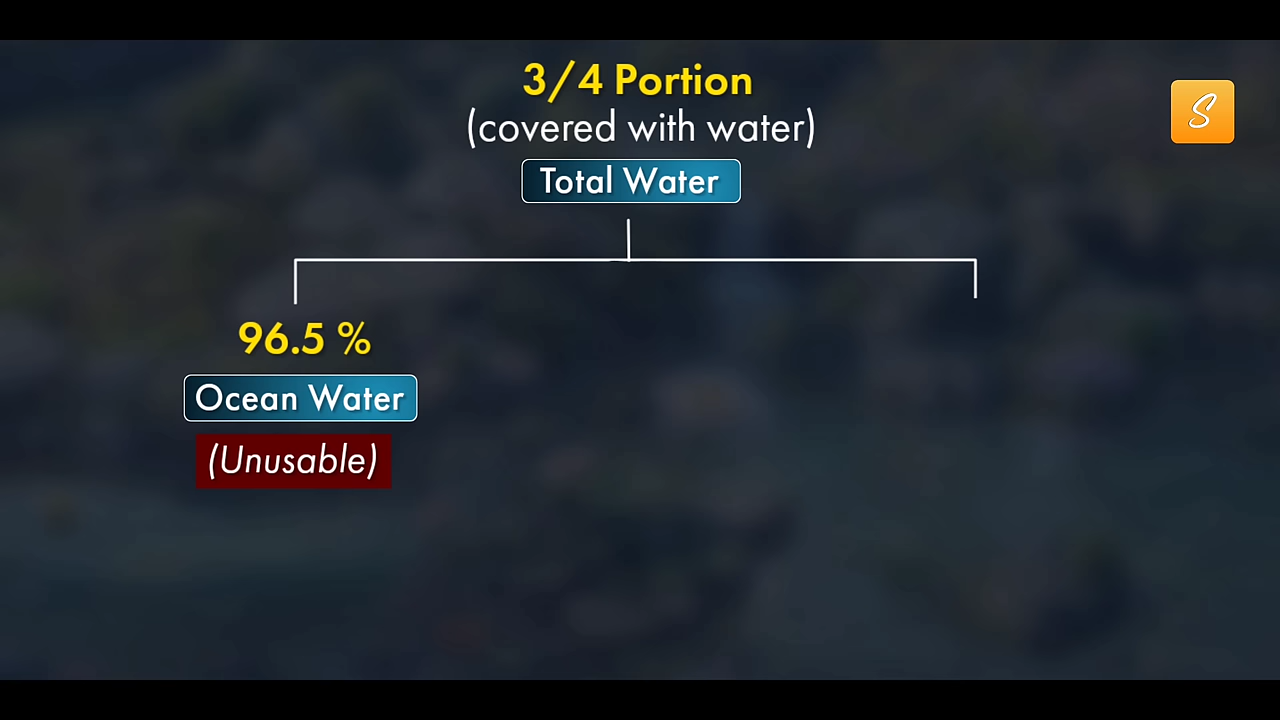 3/4 Portion
(covered with water)
Total Water
S
96.5 %
Ocean Water
(Unusable)